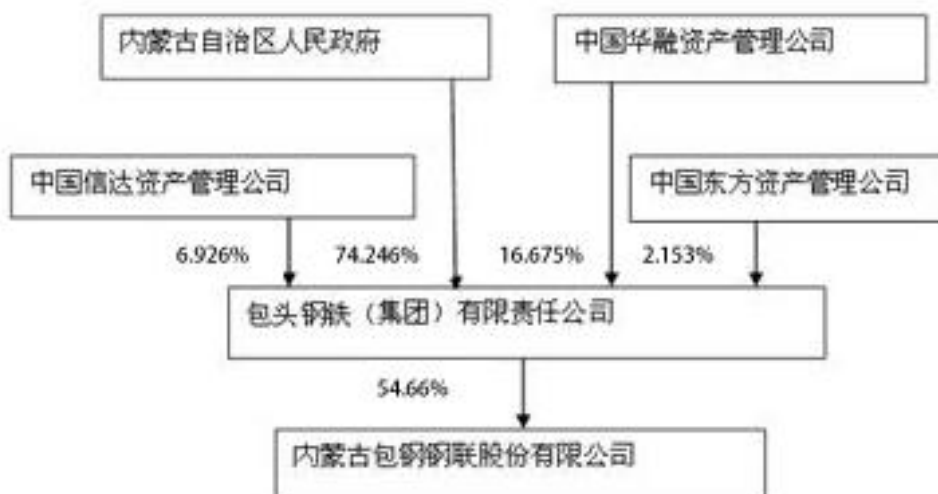 内蒙古自治区人民政府
中国华融资产管理公司
中国信达资产管理公司
中国东方资产管理公司
6.926%
74.246%
16.675%
2.153%
包头钢铁（集团）有限责任公司
54.66%
内蒙古包钢钢联股份有限公司